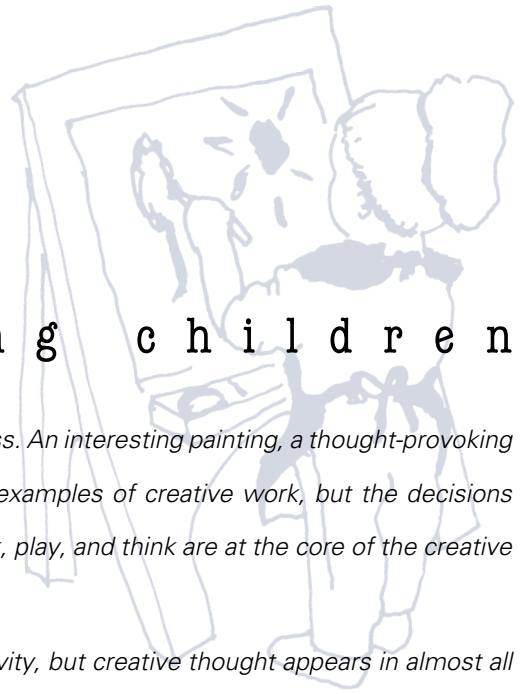 g children
ss. An interesting painting, a thought-provoking
examples of creative work, but the decisions
, play, and think are at the core of the creative
vity, but creative thought appears in almost all